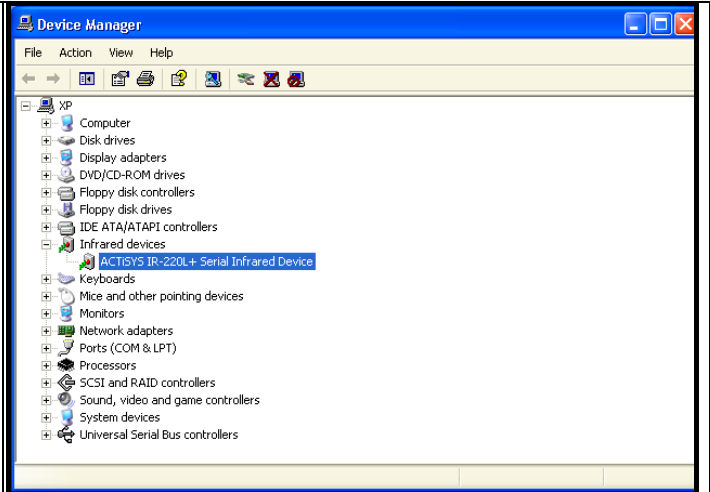 Device Manager
File Action View Help
XP
Computer
Disk drives
Display adapters
DVD/CD-ROM drives
Floppy disk controllers
Floppy disk drives
IDE ATA/ATAPI controllers
Infrared devices
ACTiSYS IR-220L+ Serial Infrared Device
Keyboards
Mice and other pointing devices
Monitors
Network adapters
Ports (COM & LPT)
Processors
SCSI and RAID controllers
Sound, video and game controllers
System devices
Universal Serial Bus controllers